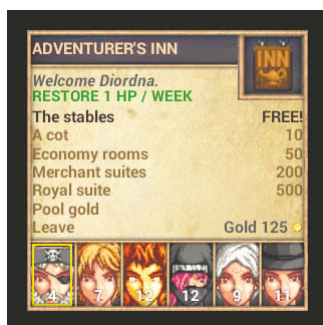 ADVENTURER'S INN
INN
Welcome Diordna.
RESTORE 1 HP / WEEK
The stables FREE!
A cot 10
Economy rooms 50
Merchant suites 200
Royal suite 500
Pool gold
Leave Gold 125
4 7 12 12 9 11